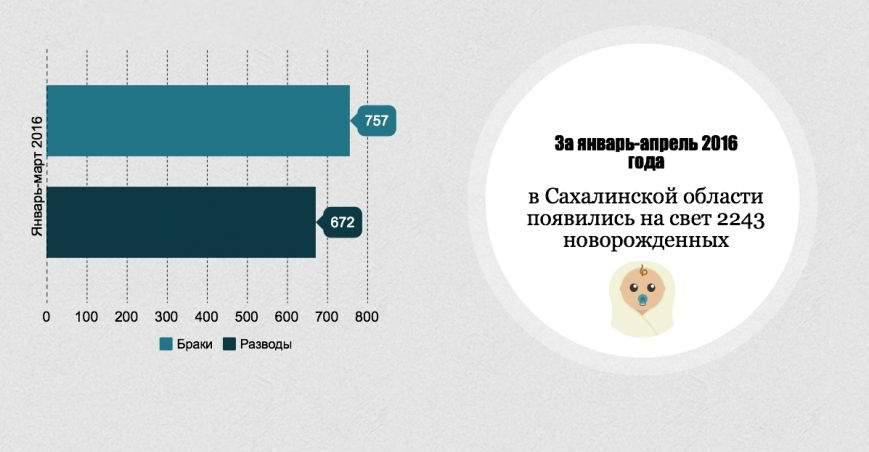 Январь-март 2016
757
672
0 100 200 300 400 500 600 700 800
Браки Разводы
За январь-апрель 2016
года
в Сахалинской области
появились на свет 2243
новорожденных